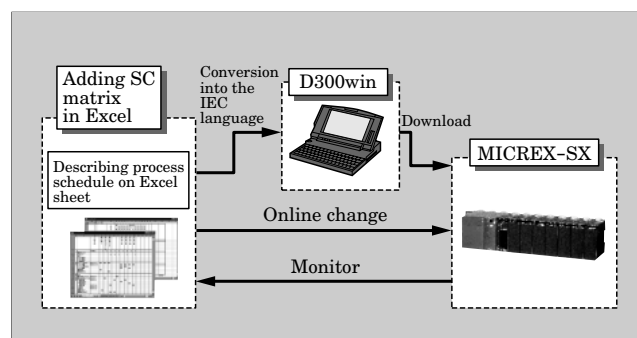 Adding SC
matrix
in Excel
Describing process
schedule on Excel
sheet
Conversion
into the
IEC
language
D300win
Download
MICREX-SX
Online change
Monitor